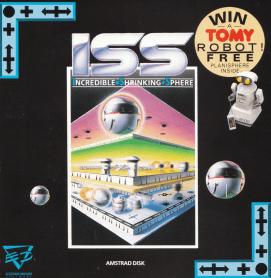 ISS
INCREDIBLE SHRINKING SPHERE
WIN
A
TOMY
ROBOT!
FREE
PLANISPHERE
INSIDE
AMSTRAD DISK